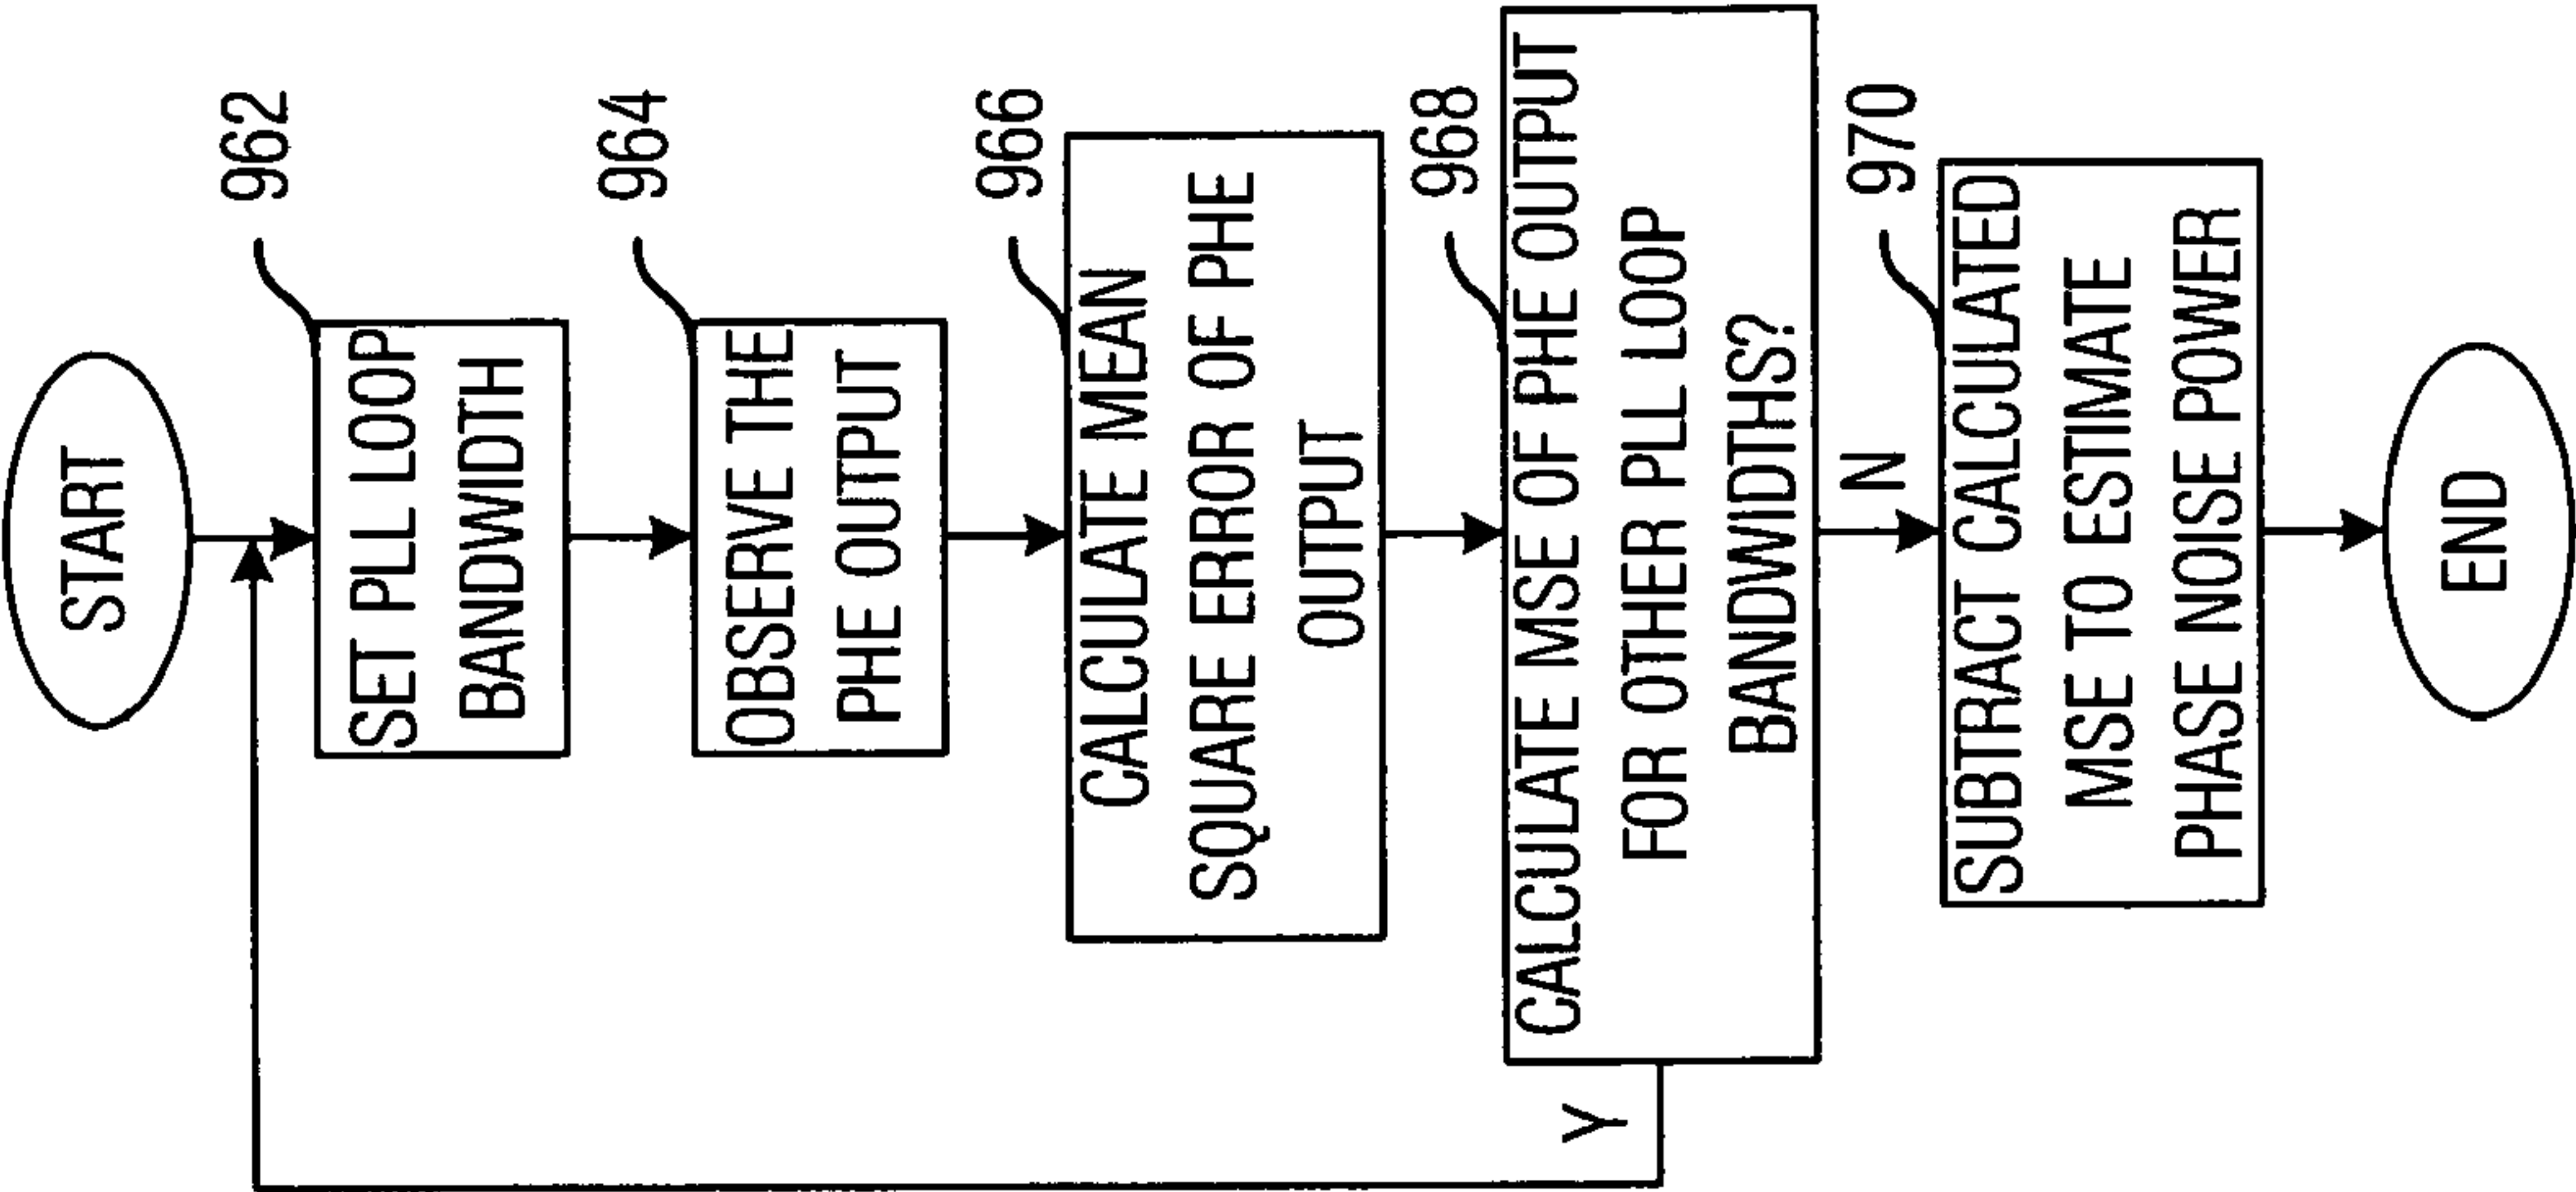 START
962
SET PLL LOOP
BANDWIDTH
964
OBSERVE THE
PHE OUTPUT
966
CALCULATE MEAN
SQUARE ERROR OF PHE
OUTPUT
968
CALCULATE MSE OF PHE OUTPUT
FOR OTHER PLL LOOP
BANDWIDTHS?
Y
N
970
SUBTRACT CALCULATED
MSE TO ESTIMATE
PHASE NOISE POWER
END